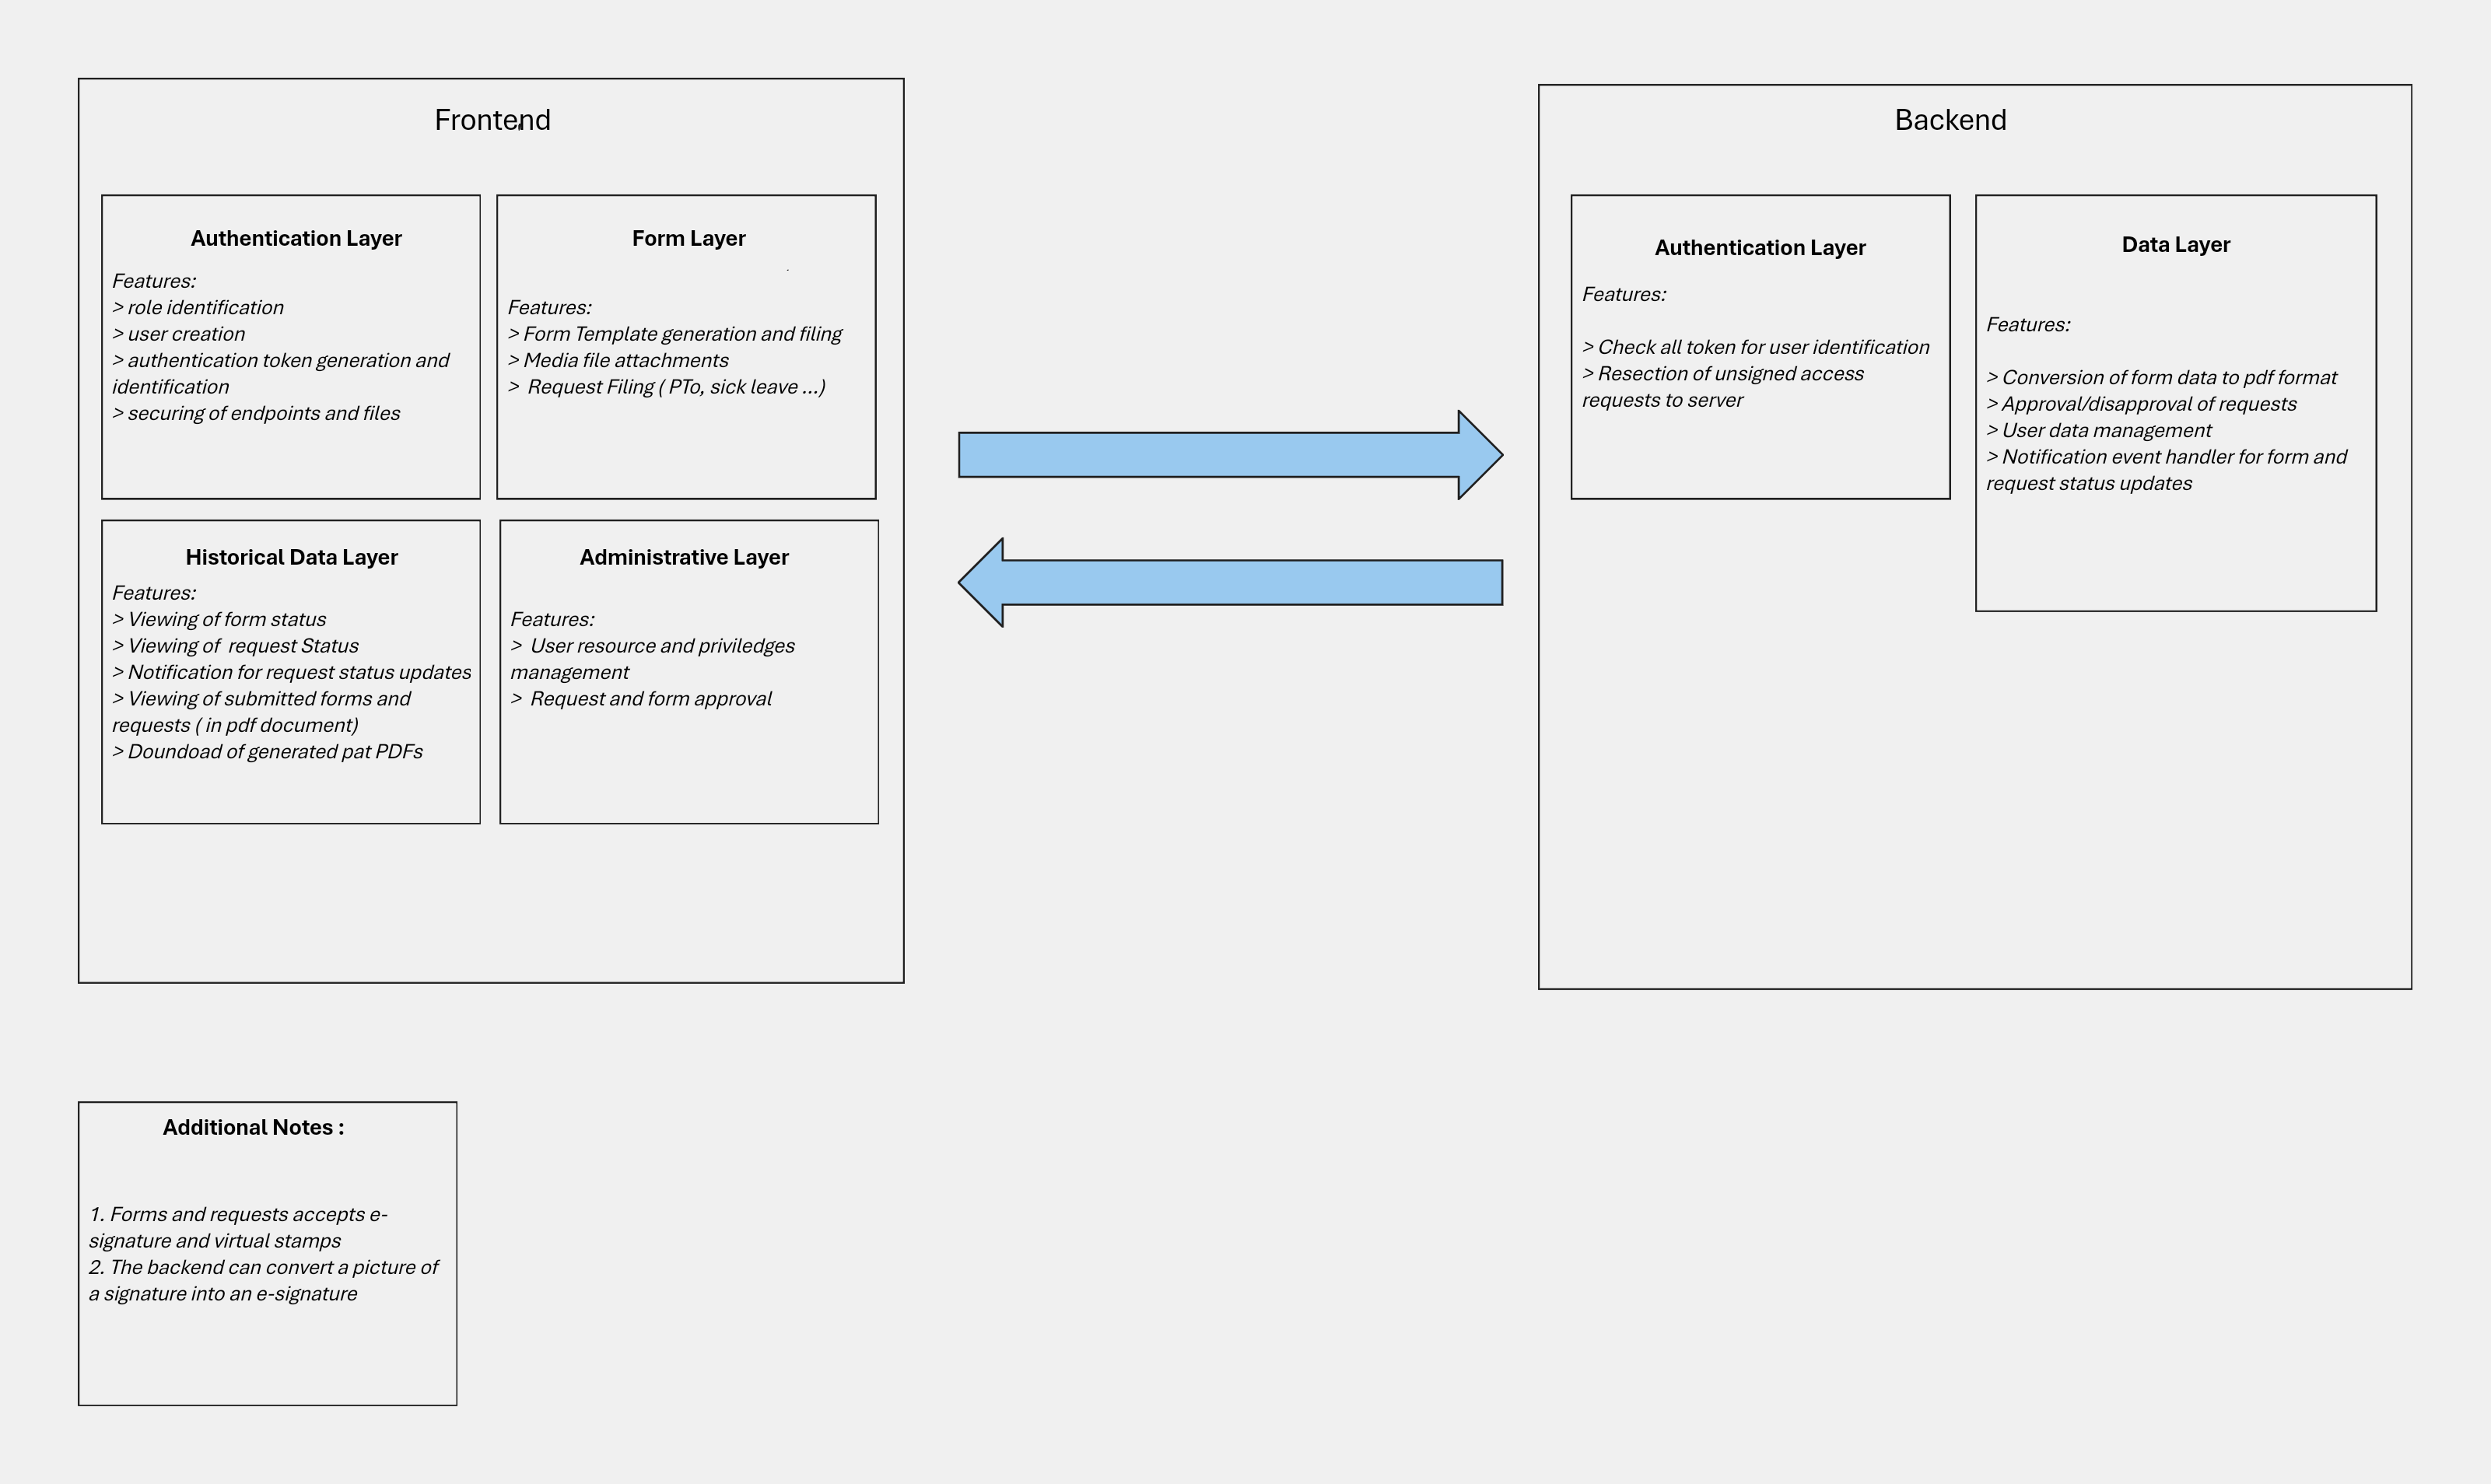 Frontend
Authentication Layer
Features:
> role identification
> user creation
> authentication token generation and
identification
> securing of endpoints and files
Form Layer
Features:
> Form Template generation and filing
> Media file attachments
>  Request Filing ( PTo, sick leave ...)
Historical Data Layer
Features:
> Viewing of form status
> Viewing of  request Status
> Notification for request status updates
> Viewing of submitted forms and
requests ( in pdf document)
> Doundoad of generated pat PDFs
Administrative Layer
Features:
>  User resource and priviledges
management
>  Request and form approval
Backend
Authentication Layer
Features:
> Check all token for user identification
> Resection of unsigned access
requests to server
Data Layer
Features:
> Conversion of form data to pdf format
> Approval/disapproval of requests
> User data management
> Notification event handler for form and
request status updates
Additional Notes :
1. Forms and requests accepts e-
signature and virtual stamps
2. The backend can convert a picture of
a signature into an e-signature